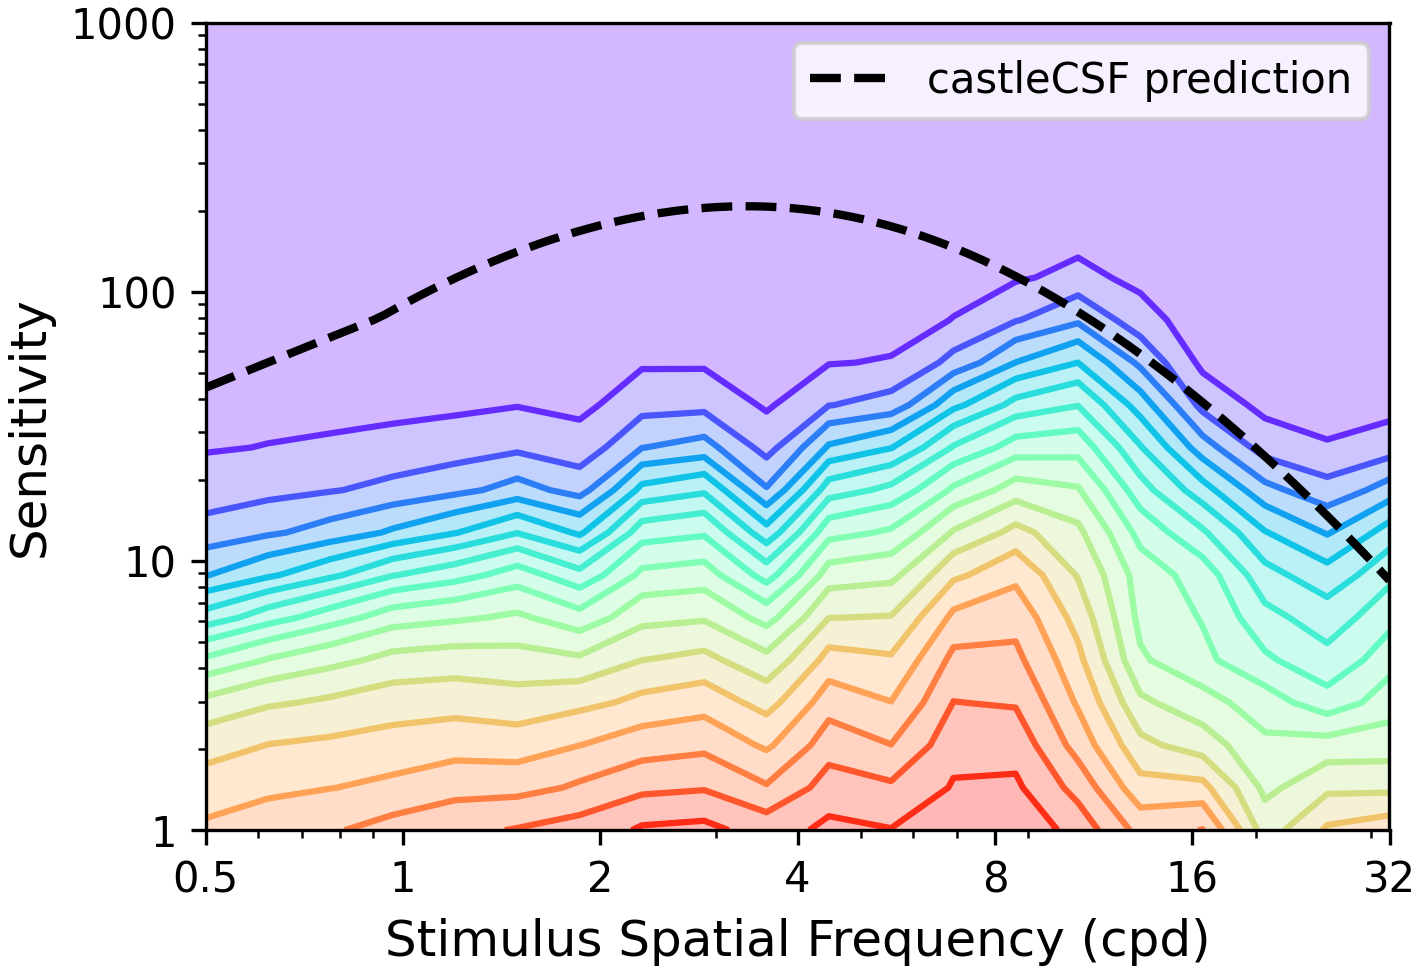 1000
100
10
1
Sensitivity
castleCSF prediction
0.5 1 2 4 8 16 32
Stimulus Spatial Frequency (cpd)